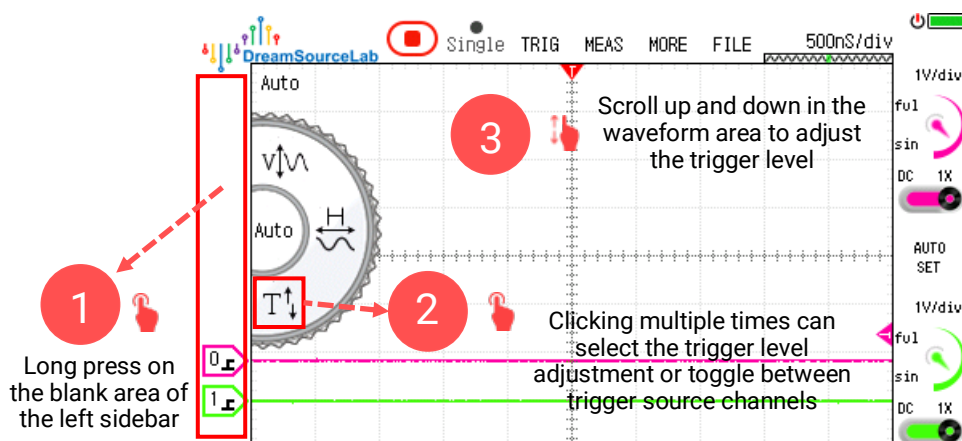 DreamSourceLab
Single TRIG MEAS MORE FILE 500nS/div
T
Auto
1V/div
ful
sin
DC 1X
3
Scroll up and down in the
waveform area to adjust
the trigger level
V
Auto
H
T
AUTO
SET
1
2
Long press on
the blank area of
the left sidebar
Clicking multiple times can
select the trigger level
adjustment or toggle between
trigger source channels
0
1
T
1V/div
ful
sin
DC 1X